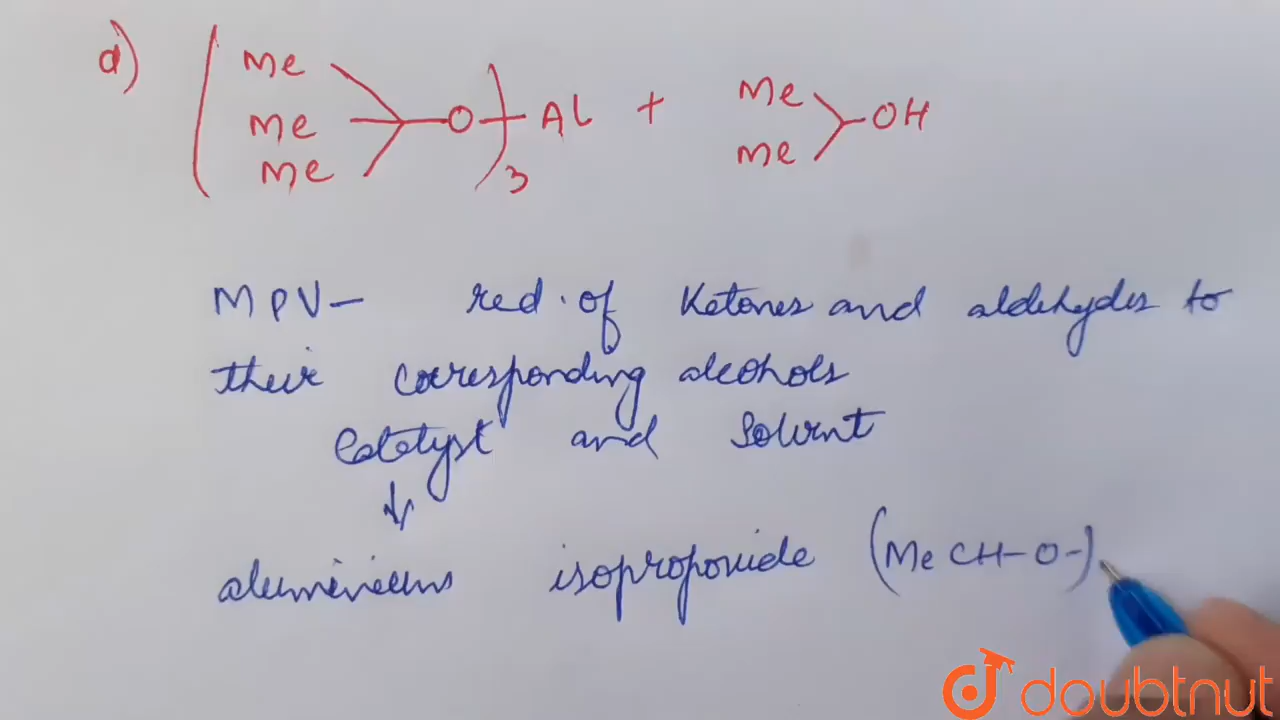 a)
Me
Me
Me
O
3
Al + Me
Me
OH
MPV- red. of Ketones and aldehydes to
their corresponding alcohols
Catalyst and Solvent
aluminium isopropoxide (Me CH-O-)
doubtnut